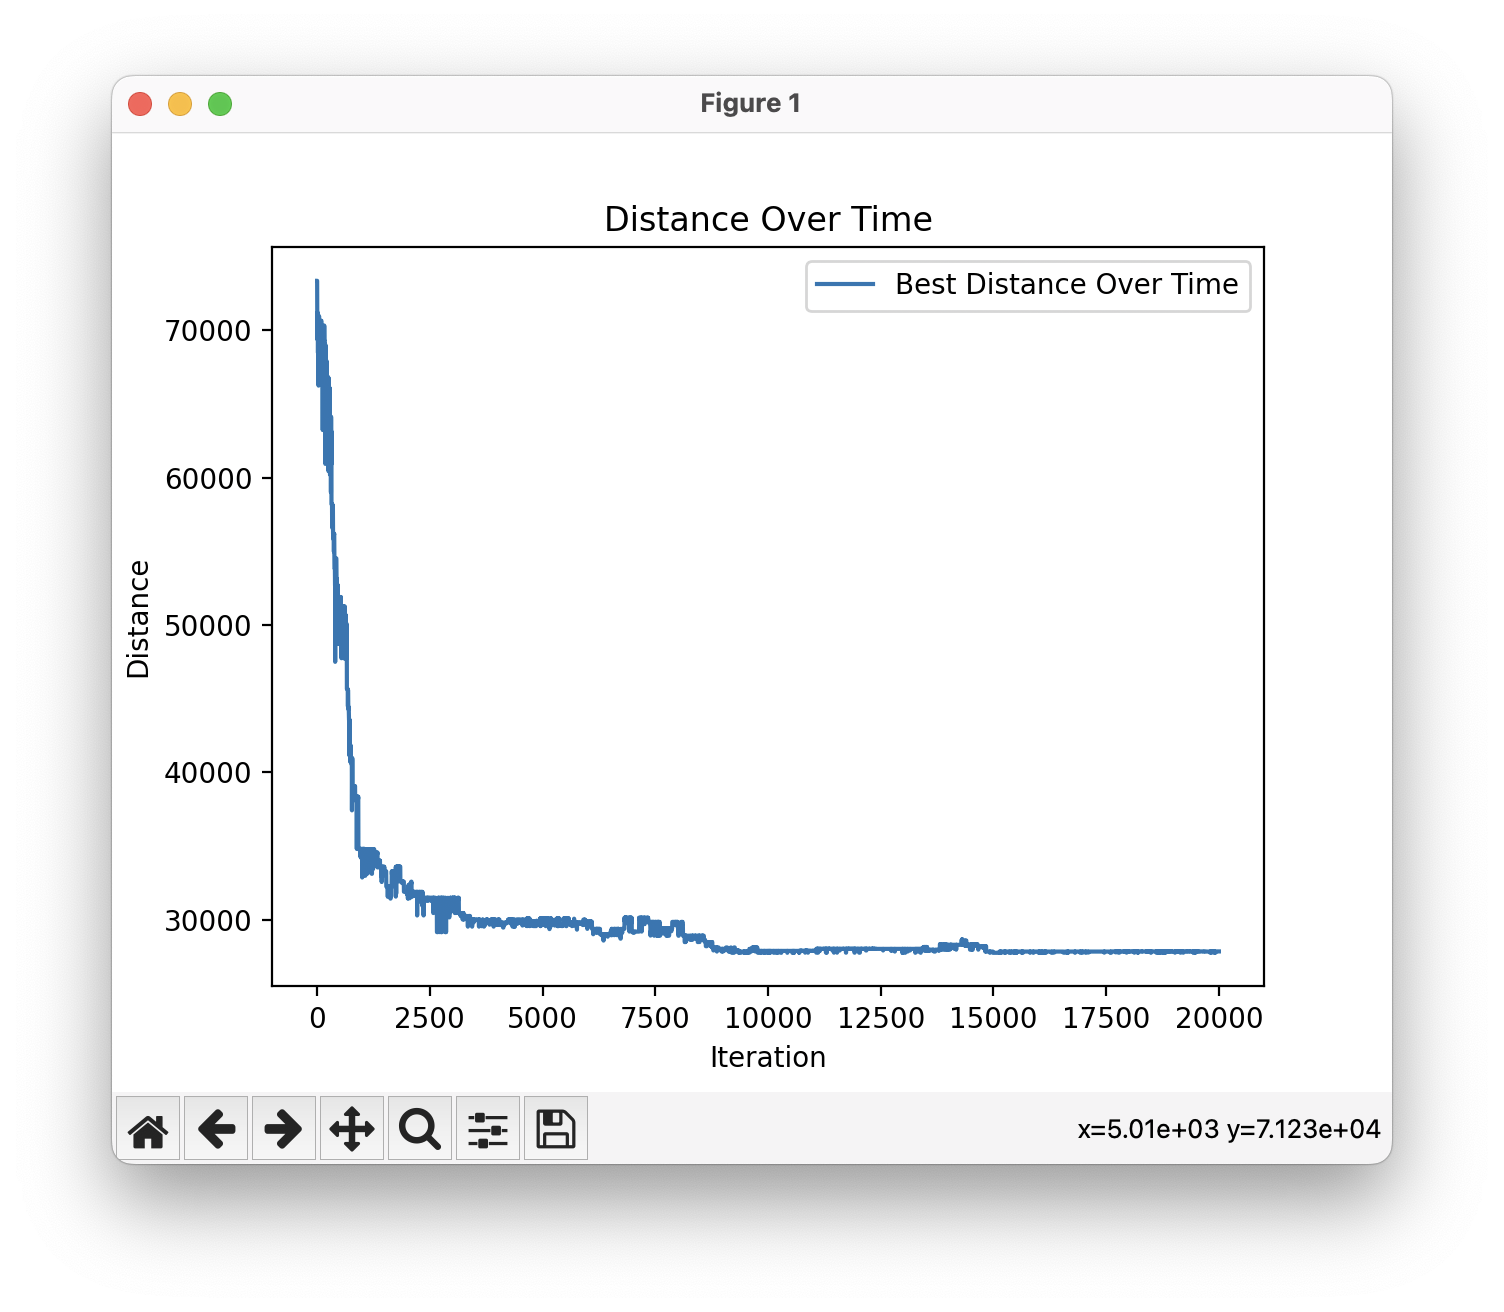 Figure 1
Distance Over Time
Best Distance Over Time
Distance
70000
60000
50000
40000
30000
0 2500 5000 7500 10000 12500 15000 17500 20000
Iteration
x=5.01e+03 y=7.123e+04